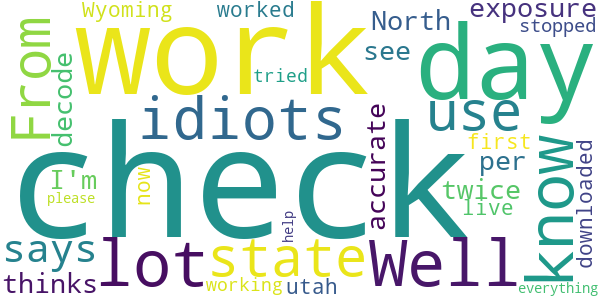 Wyoming worked North exposure
stopped
From work see day
decode tried
idiots use
accurate first
know
downloaded
check
I'm now per
twice
please live
says lot state Well
help
thinks working utah everything